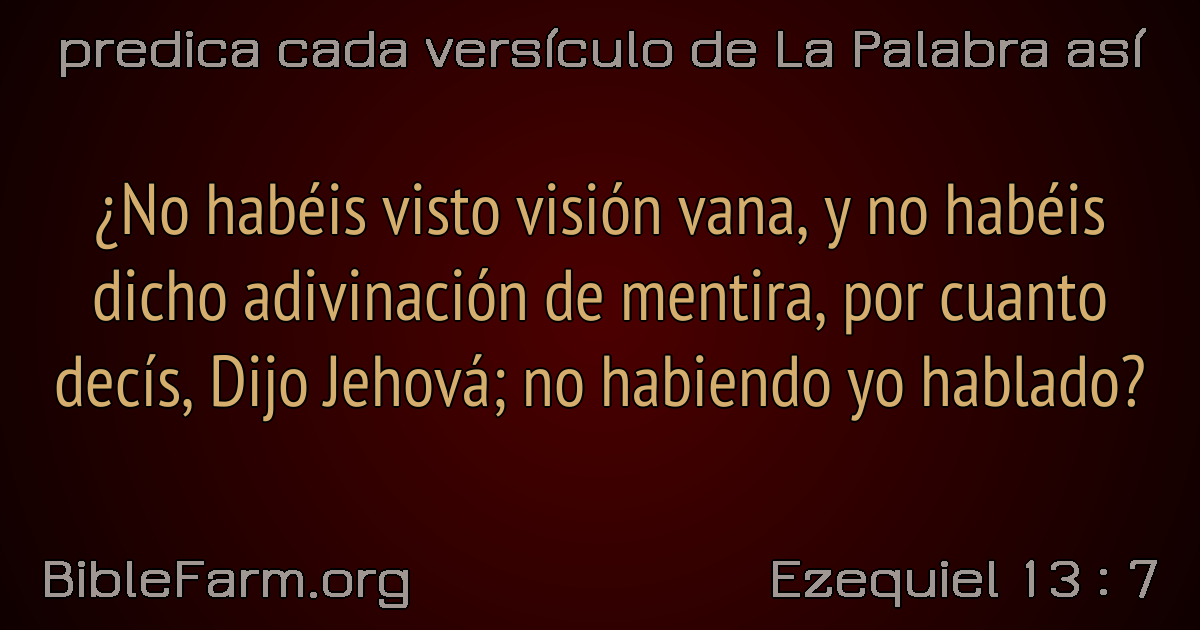 predica cada versículo de La Palabra así
¿No habéis visto visión vana, y no habéis
dicho adivinación de mentira, por cuanto
decís, Dijo Jehová; no habiendo yo hablado?
BibleFarm.org
Ezequiel 13 : 7